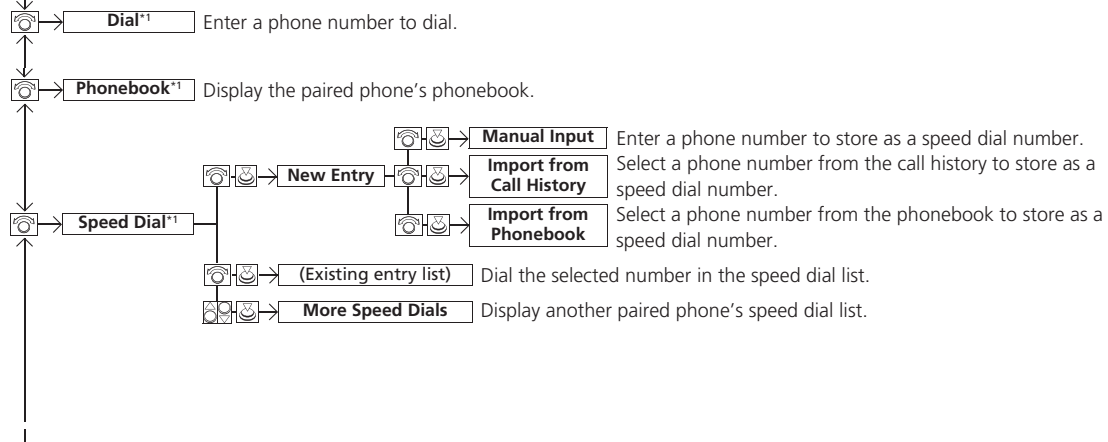 Dial*1 Enter a phone number to dial.
Phonebook*1 Display the paired phone’s phonebook.
Manual Input Enter a phone number to store as a speed dial number.
New Entry
Import from
Call History
Select a phone number from the call history to store as a
speed dial number.
Speed Dial*1
Import from
Phonebook
Select a phone number from the phonebook to store as a
speed dial number.
(Existing entry list) Dial the selected number in the speed dial list.
More Speed Dials Display another paired phone’s speed dial list.